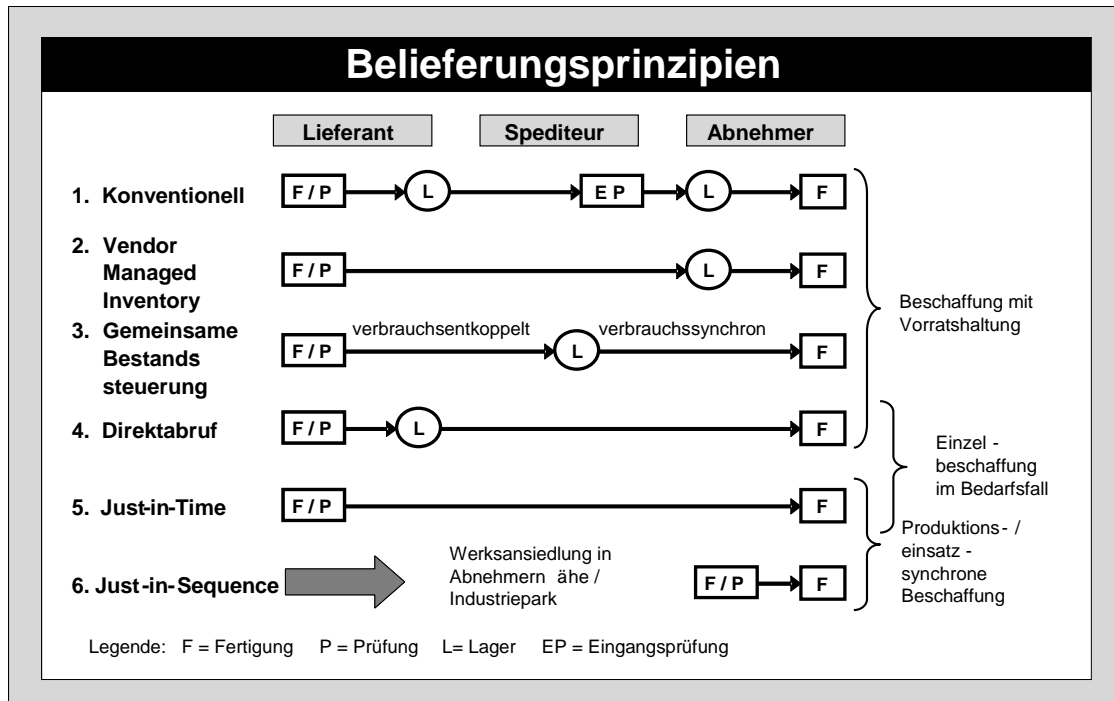 Belieferungsprinzipien
Lieferant
Spediteur
Abnehmer
1. Konventionell
F / P
L
E P
L
F
2. Vendor
Managed
Inventory
F / P
L
F
Beschaffung mit
Vorratshaltung
3. Gemeinsame
Bestands
steuerung
F / P
verbrauchsentkoppelt
L
verbrauchssynchron
F
4. Direktabruf
F / P
L
F
Einzel -
beschaffung
im Bedarfsfall
5. Just-in-Time
F / P
F
Produktions- /
einsatz -
synchrone
Beschaffung
6. Just-in-Sequence
Werksansiedlung in
Abnehmern ähe /
Industriepark
F / P
F
Legende: F = Fertigung P = Prüfung L= Lager EP = Eingangsprüfung